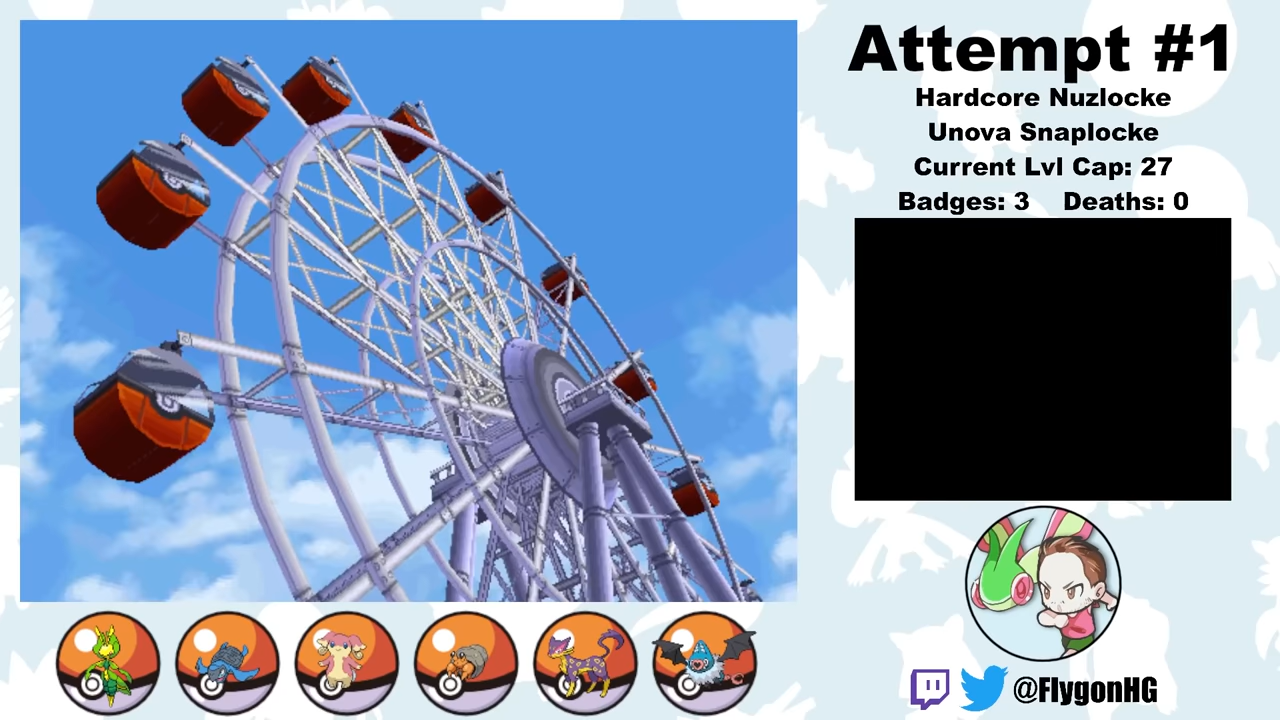 Attempt #1
Hardcore Nuzlocke
Unova Snaplocke
Current Lvl Cap: 27
Badges: 3 Deaths: 0
@FlygonHG